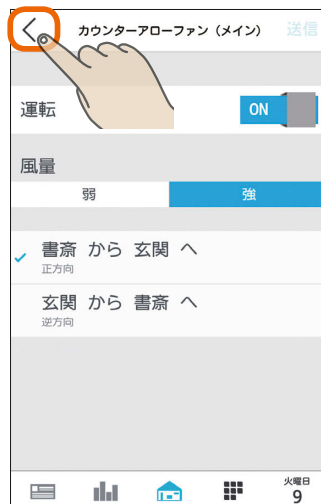 カウンターアローファン（メイン）
送信
運転
ON
風量
弱
強
書斎 から 玄関 へ
正方向
玄関 から 書斎 へ
逆方向
火曜日
9